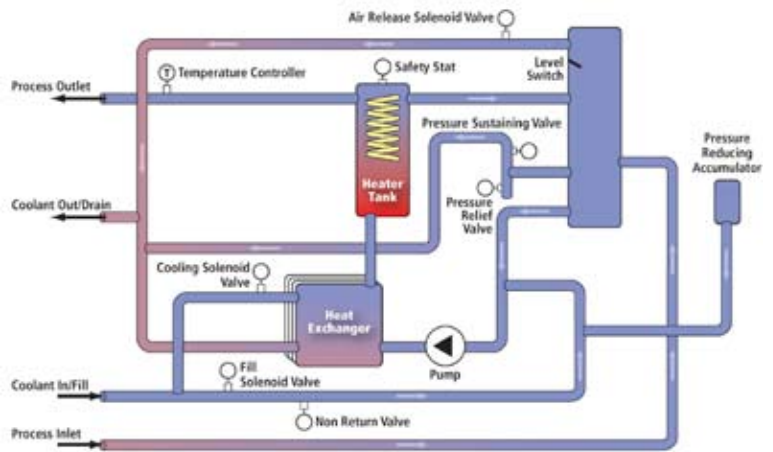 Air Release Solenoid Valve
Level
Switch
T
Temperature Controller
Safety Stat
Process Outlet
Pressure Sustaining Valve
Pressure
Reducing
Accumulator
Heater
Tank
Pressure
Relief
Valve
Coolant Out/Drain
Cooling Solenoid
Valve
Heat
Exchanger
Pump
Fill
Solenoid Valve
Coolant In/Fill
Non Return Valve
Process Inlet